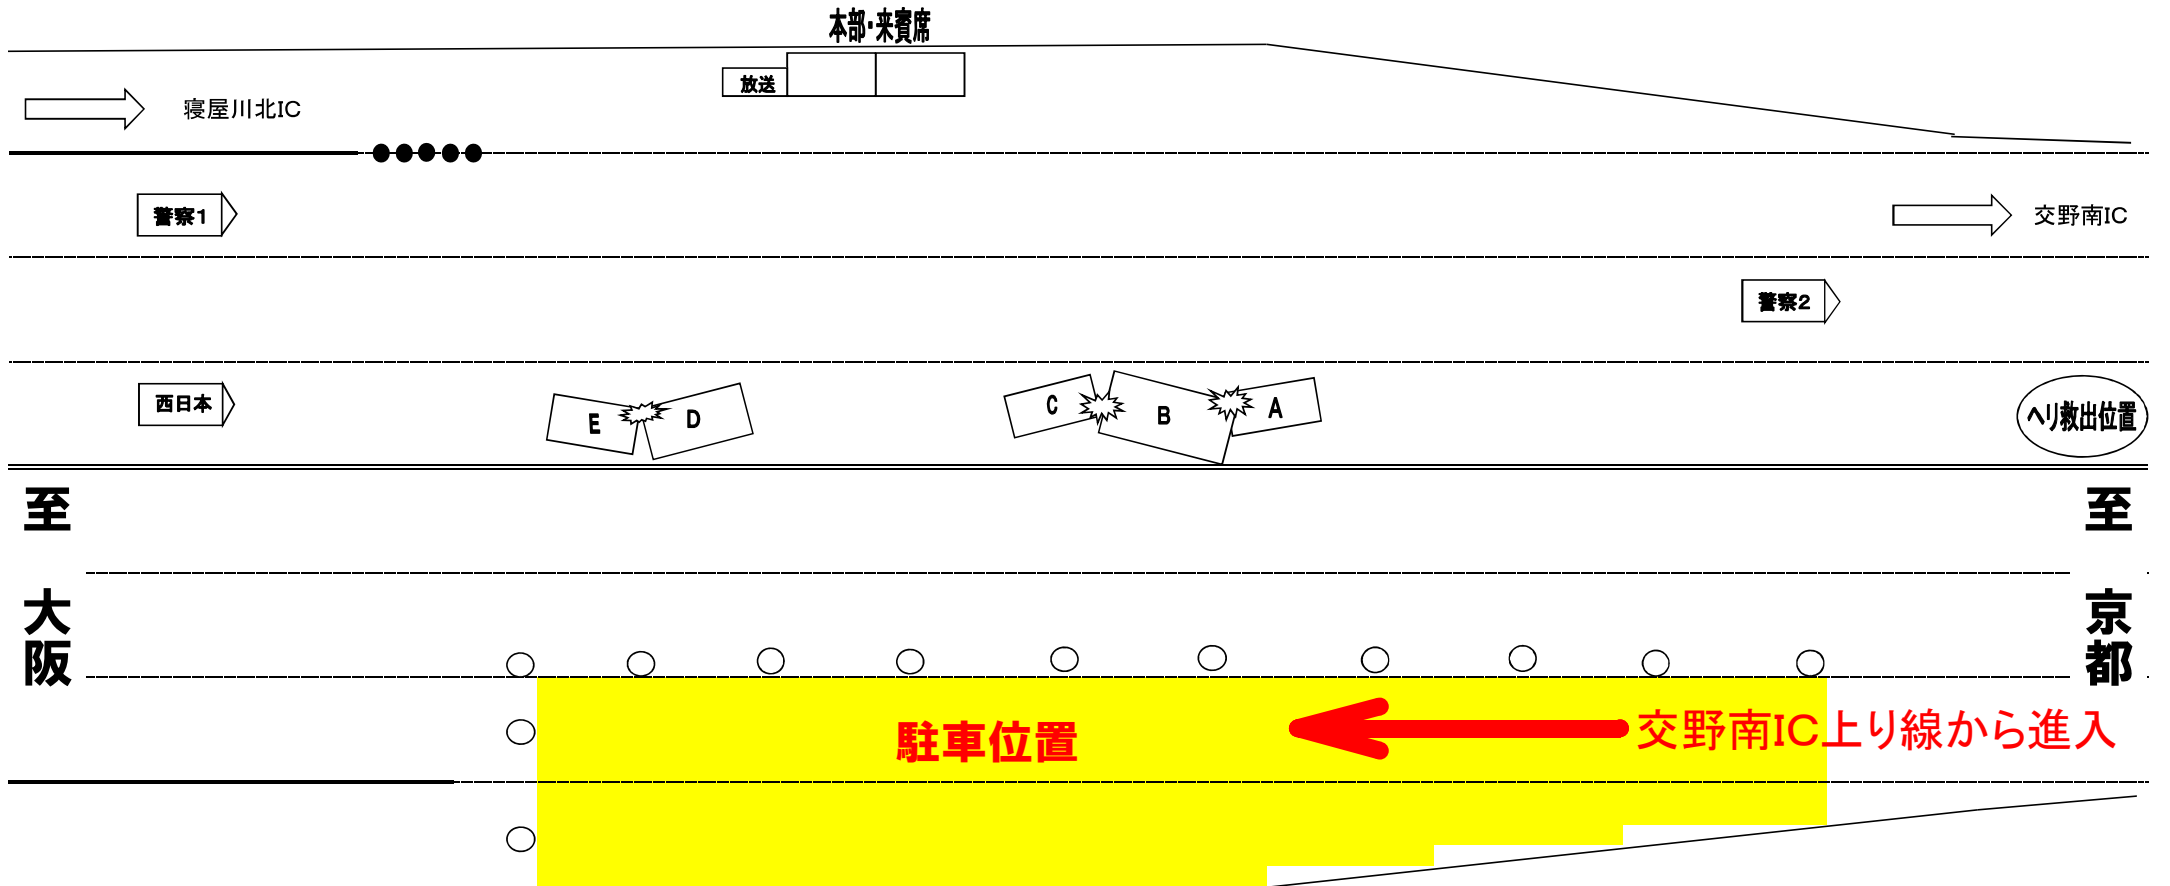 本部・来賓席
放送
寝屋川北IC
警察1
交野南IC
警察2
西日本
E
D
C
B
A
ヘリ救出位置
至 大阪
至 京都
駐車位置
交野南IC上り線から進入